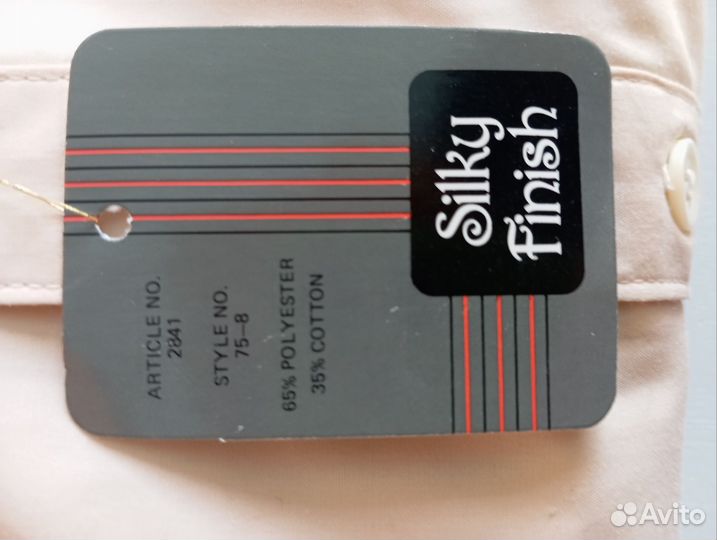 Silky
Finish
ARTICLE NO.
2841
STYLE NO.
75-8
65% POLYESTER
35% COTTON
Avito